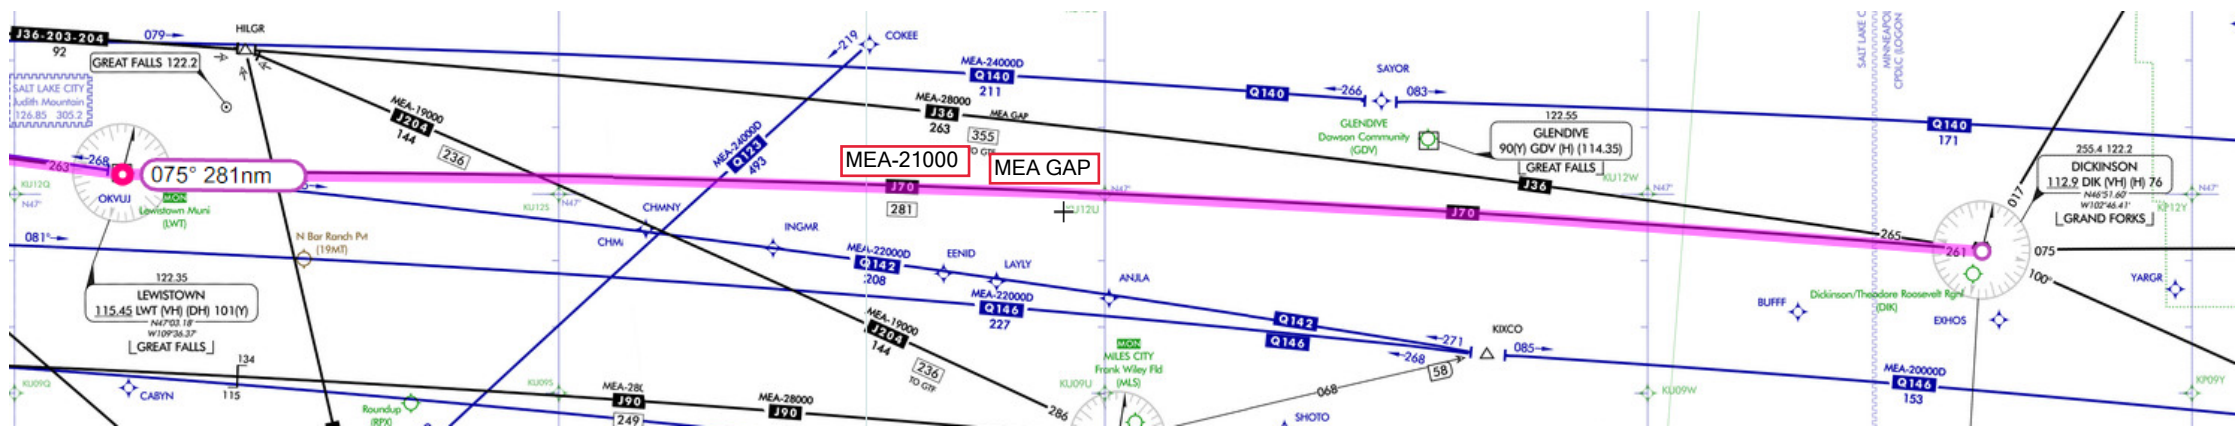 J36-203-204
92
079
HILGR
GREAT FALLS 122.2
SALT LAKE CITY
Judith Mountain
126.85 305.2
219
COKEE
MEA-24000D
Q140
211
Q140
266
SAYOR
083
Q140
171
MEA-19000
J204
144
236
MEA-24000D
Q123
493
MEA-28000
J36
263
MEA GAP
355
TO GTF
MEA-21000
MEA GAP
GLENDIVE
Dawson Community
(GDV)
122.55
GLENDIVE
90(Y) GDV (H) (114.35)
GREAT FALLS
KU12W
N47°
J36
SALT LAKE C
MINNEAPOL
CPDLC (LOGON
255.4 122.2
DICKINSON
112.9 DIK (VH) (H) 76
N46°51.60'
W102°46.41'
GRAND FORKS
017
KP12Y
N47°
263
268
075° 281nm
KU12Q
N47°
OKVUJ
MON
Lewistown Muni
(LWT)
KU12S
N47°
J70
281
KU12U
N47°
J70
265
261
075
100°
081°
N Bar Ranch Pvt
(19MT)
CHMNY
INGMR
MEA-22000D
Q142
208
EENID
LAYLY
ANJLA
MEA-22000D
Q146
227
Q142
Q146
271
268
KIXCO
085
BUFFF
Dickinson/Theodore Roosevelt Rgnl
(DIK)
EXHOS
YARGR
122.35
LEWISTOWN
115.45 LWT (VH) (DH) 101(Y)
N47°03.18'
W109°36.37'
GREAT FALLS
MEA-19000
J204
144
236
TO GTF
MON
MILES CITY
Frank Wiley Fld
(MLS)
58
068
MEA-20000D
Q146
153
134
115
KU09Q
CABYN
KU09S
Roundup
(RPX)
J90
249
MEA-28000
J90
286
KU09U
SHOTO
KU09W
KP09Y